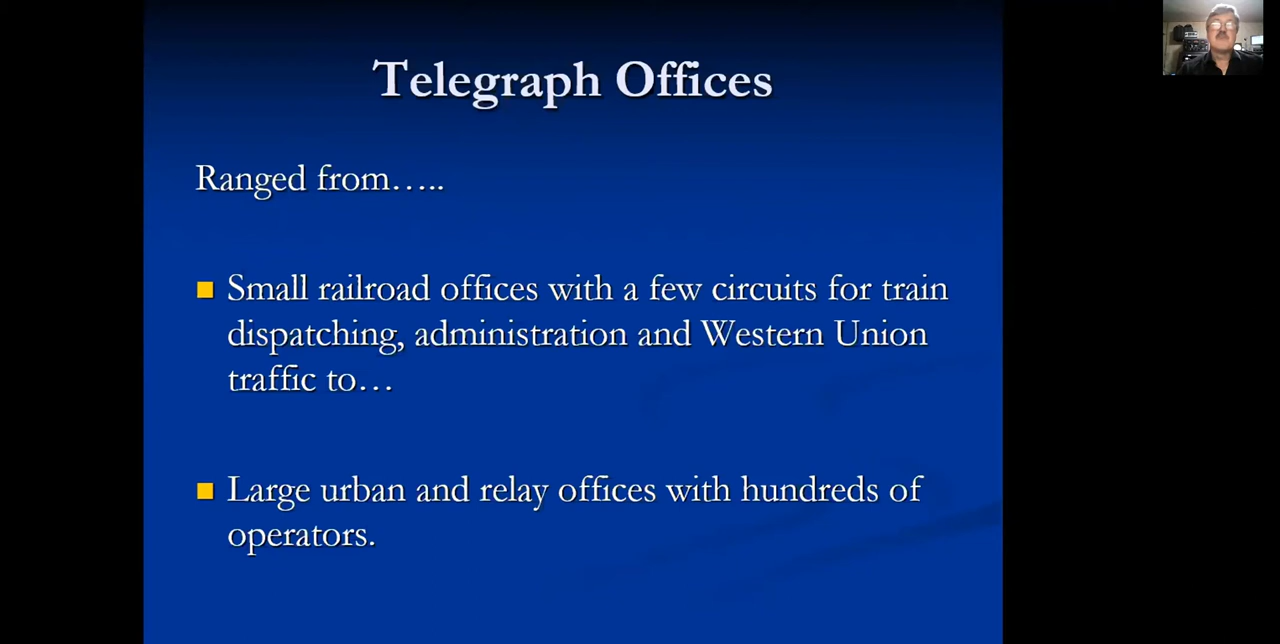 Telegraph Offices
Ranged from…..
Small railroad offices with a few circuits for train
dispatching, administration and Western Union
traffic to…
Large urban and relay offices with hundreds of
operators.